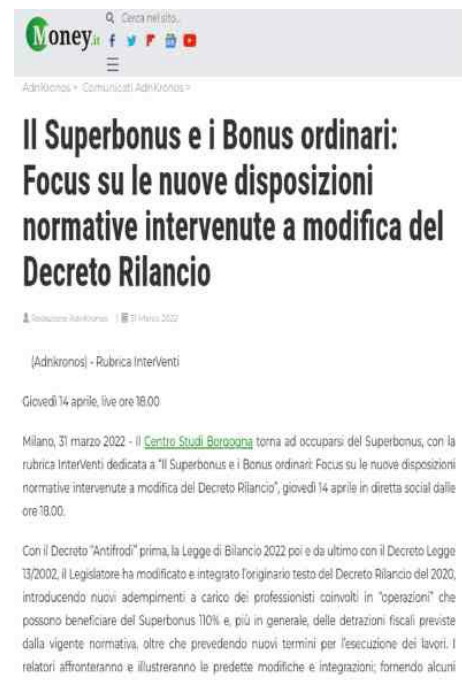 Cerca nel sito...
Money.it
AdnKronos > Comunicati AdnKronos >
Il Superbonus e i Bonus ordinari:
Focus su le nuove disposizioni
normative intervenute a modifica del
Decreto Rilancio
Redazione AdnKronos | 31 Marzo 2022
(Adnkronos) - Rubrica InterVenti
Giovedì 14 aprile, live ore 18.00
Milano, 31 marzo 2022 - Il Centro Studi Borgogna torna ad occuparsi del Superbonus, con la
rubrica InterVenti dedicata a "Il Superbonus e i Bonus ordinari: Focus su le nuove disposizioni
normative intervenute a modifica del Decreto Rilancio", giovedì 14 aprile in diretta social dalle
ore 18.00.
Con il Decreto "Antifrodi" prima, la Legge di Bilancio 2022 poi e da ultimo con il Decreto Legge
13/2002, il Legislatore ha modificato e integrato l'originario testo del Decreto Rilancio del 2020,
introducendo nuovi adempimenti a carico dei professionisti coinvolti in "operazioni" che
possono beneficiare del Superbonus 110% e, più in generale, delle detrazioni fiscali previste
dalla vigente normativa, oltre che prevedendo nuovi termini per l'esecuzione dei lavori. I
relatori affronteranno e illustreranno le predette modifiche e integrazioni; fornendo alcuni